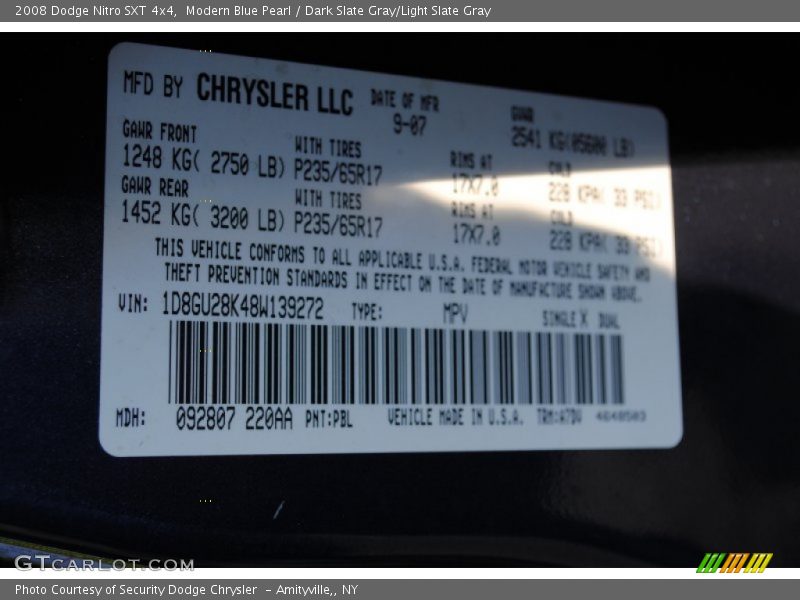 2008 Dodge Nitro SXT 4x4, Modern Blue Pearl / Dark Slate Gray/Light Slate Gray
MFD BY CHRYSLER LLC DATE OF MFR GVWR
9-07 2541 KG(05600 LB)
GAWR FRONT WITH TIRES RIMS AT COLD
1248 KG( 2750 LB) P235/65R17 17X7.0 228 KPA( 33 PSI)
GAWR REAR WITH TIRES RIMS AT COLD
1452 KG( 3200 LB) P235/65R17 17X7.0 228 KPA( 33 PSI)
THIS VEHICLE CONFORMS TO ALL APPLICABLE U.S.A. FEDERAL MOTOR VEHICLE SAFETY AND
THEFT PREVENTION STANDARDS IN EFFECT ON THE DATE OF MANUFACTURE SHOWN ABOVE.
VIN: 1D8GU28K48W139272 TYPE: MPV SINGLE X DUAL
MDH: 092807 220AA PNT:PBL VEHICLE MADE IN U.S.A. TRM:A7DV 4648503
GTCARLOT.COM
Photo Courtesy of Security Dodge Chrysler - Amityville,, NY